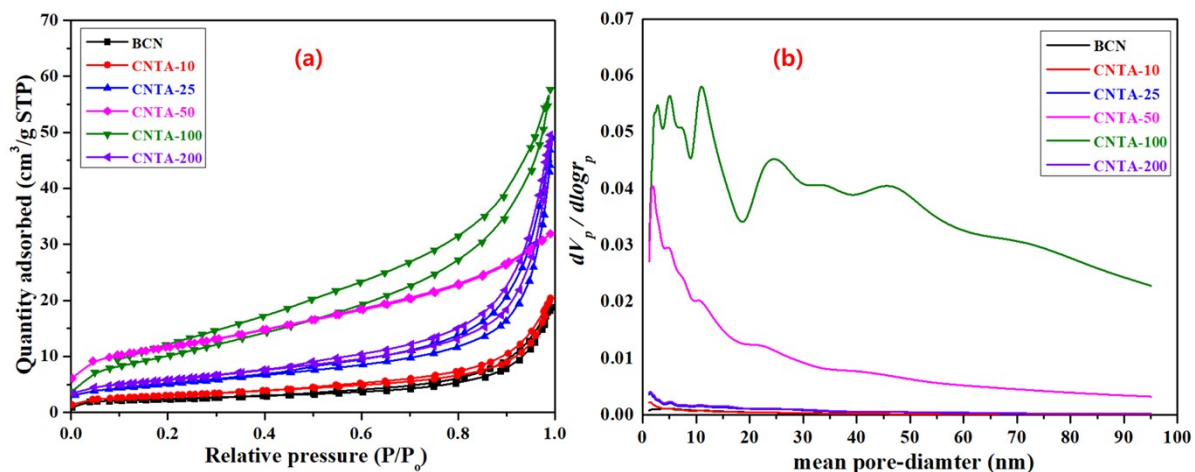 (a)
Quantity adsorbed (cm³/g STP)
70
60
50
40
30
20
10
0
BCN
CNTA-10
CNTA-25
CNTA-50
CNTA-100
CNTA-200
0.0 0.2 0.4 0.6 0.8 1.0
Relative pressure (P/Pₒ)
(b)
dVₚ / dlogrₚ
0.07
0.06
0.05
0.04
0.03
0.02
0.01
0.00
BCN
CNTA-10
CNTA-25
CNTA-50
CNTA-100
CNTA-200
0 10 20 30 40 50 60 70 80 90 100
mean pore-diamter (nm)